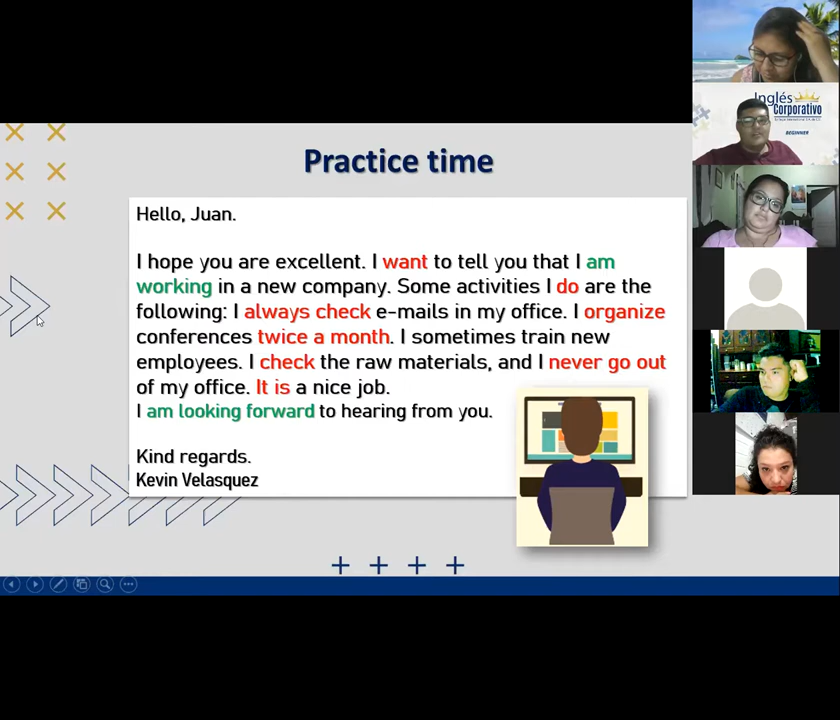 Practice time
Hello, Juan.
I hope you are excellent. I want to tell you that I am
working in a new company. Some activities I do are the
following: I always check e-mails in my office. I organize
conferences twice a month. I sometimes train new
employees. I check the raw materials, and I never go out
of my office. It is a nice job.
I am looking forward to hearing from you.
Kind regards.
Kevin Velasquez
Inglés
Corporativo
BEGINNER